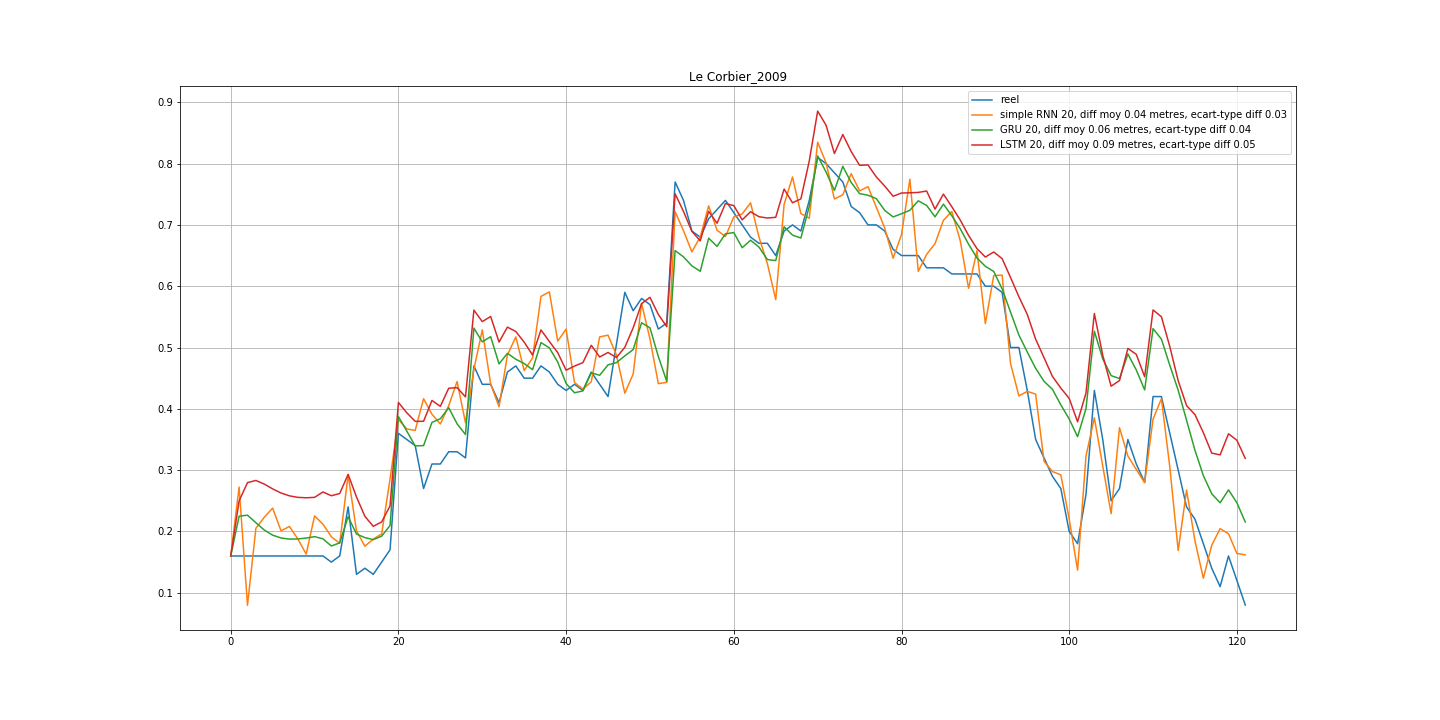 Le Corbier_2009
reel
simple RNN 20, diff moy 0.04 metres, ecart-type diff 0.03
GRU 20, diff moy 0.06 metres, ecart-type diff 0.04
LSTM 20, diff moy 0.09 metres, ecart-type diff 0.05
0.9
0.8
0.7
0.6
0.5
0.4
0.3
0.2
0.1
0 20 40 60 80 100 120